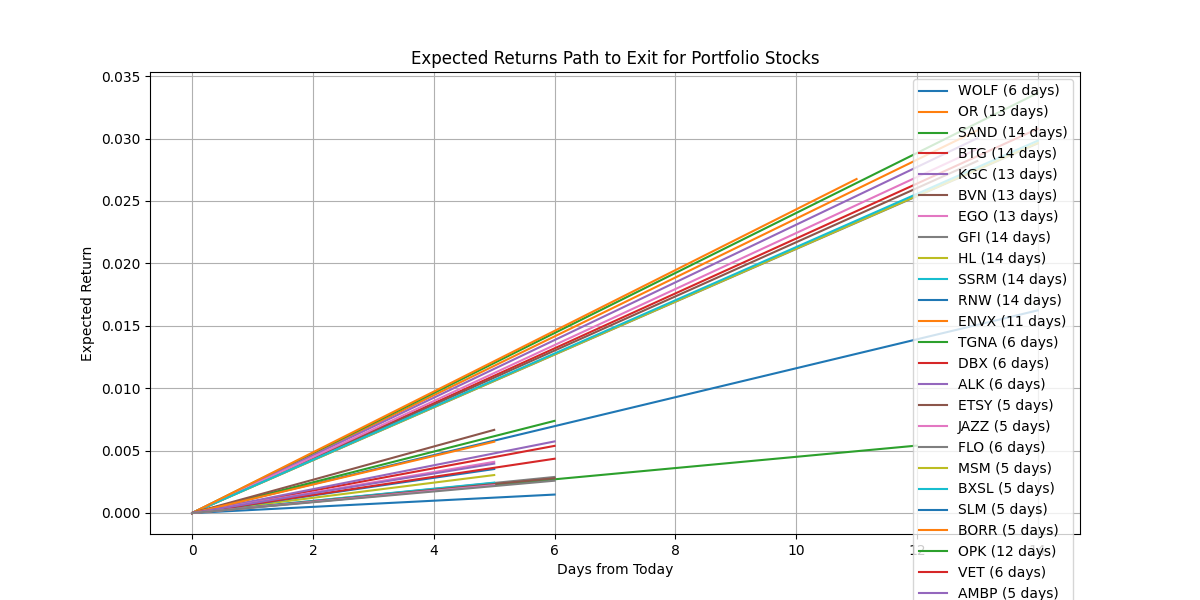 Expected Returns Path to Exit for Portfolio Stocks
0.035
0.030
0.025
0.020
0.015
0.010
0.005
0.000
Expected Return
0 2 4 6 8 10 12
Days from Today
WOLF (6 days)
OR (13 days)
SAND (14 days)
BTG (14 days)
KGC (13 days)
BVN (13 days)
EGO (13 days)
GFI (14 days)
HL (14 days)
SSRM (14 days)
RNW (14 days)
ENVX (11 days)
TGNA (6 days)
DBX (6 days)
ALK (6 days)
ETSY (5 days)
JAZZ (5 days)
FLO (6 days)
MSM (5 days)
BXSL (5 days)
SLM (5 days)
BORR (5 days)
OPK (12 days)
VET (6 days)
AMBP (5 days)